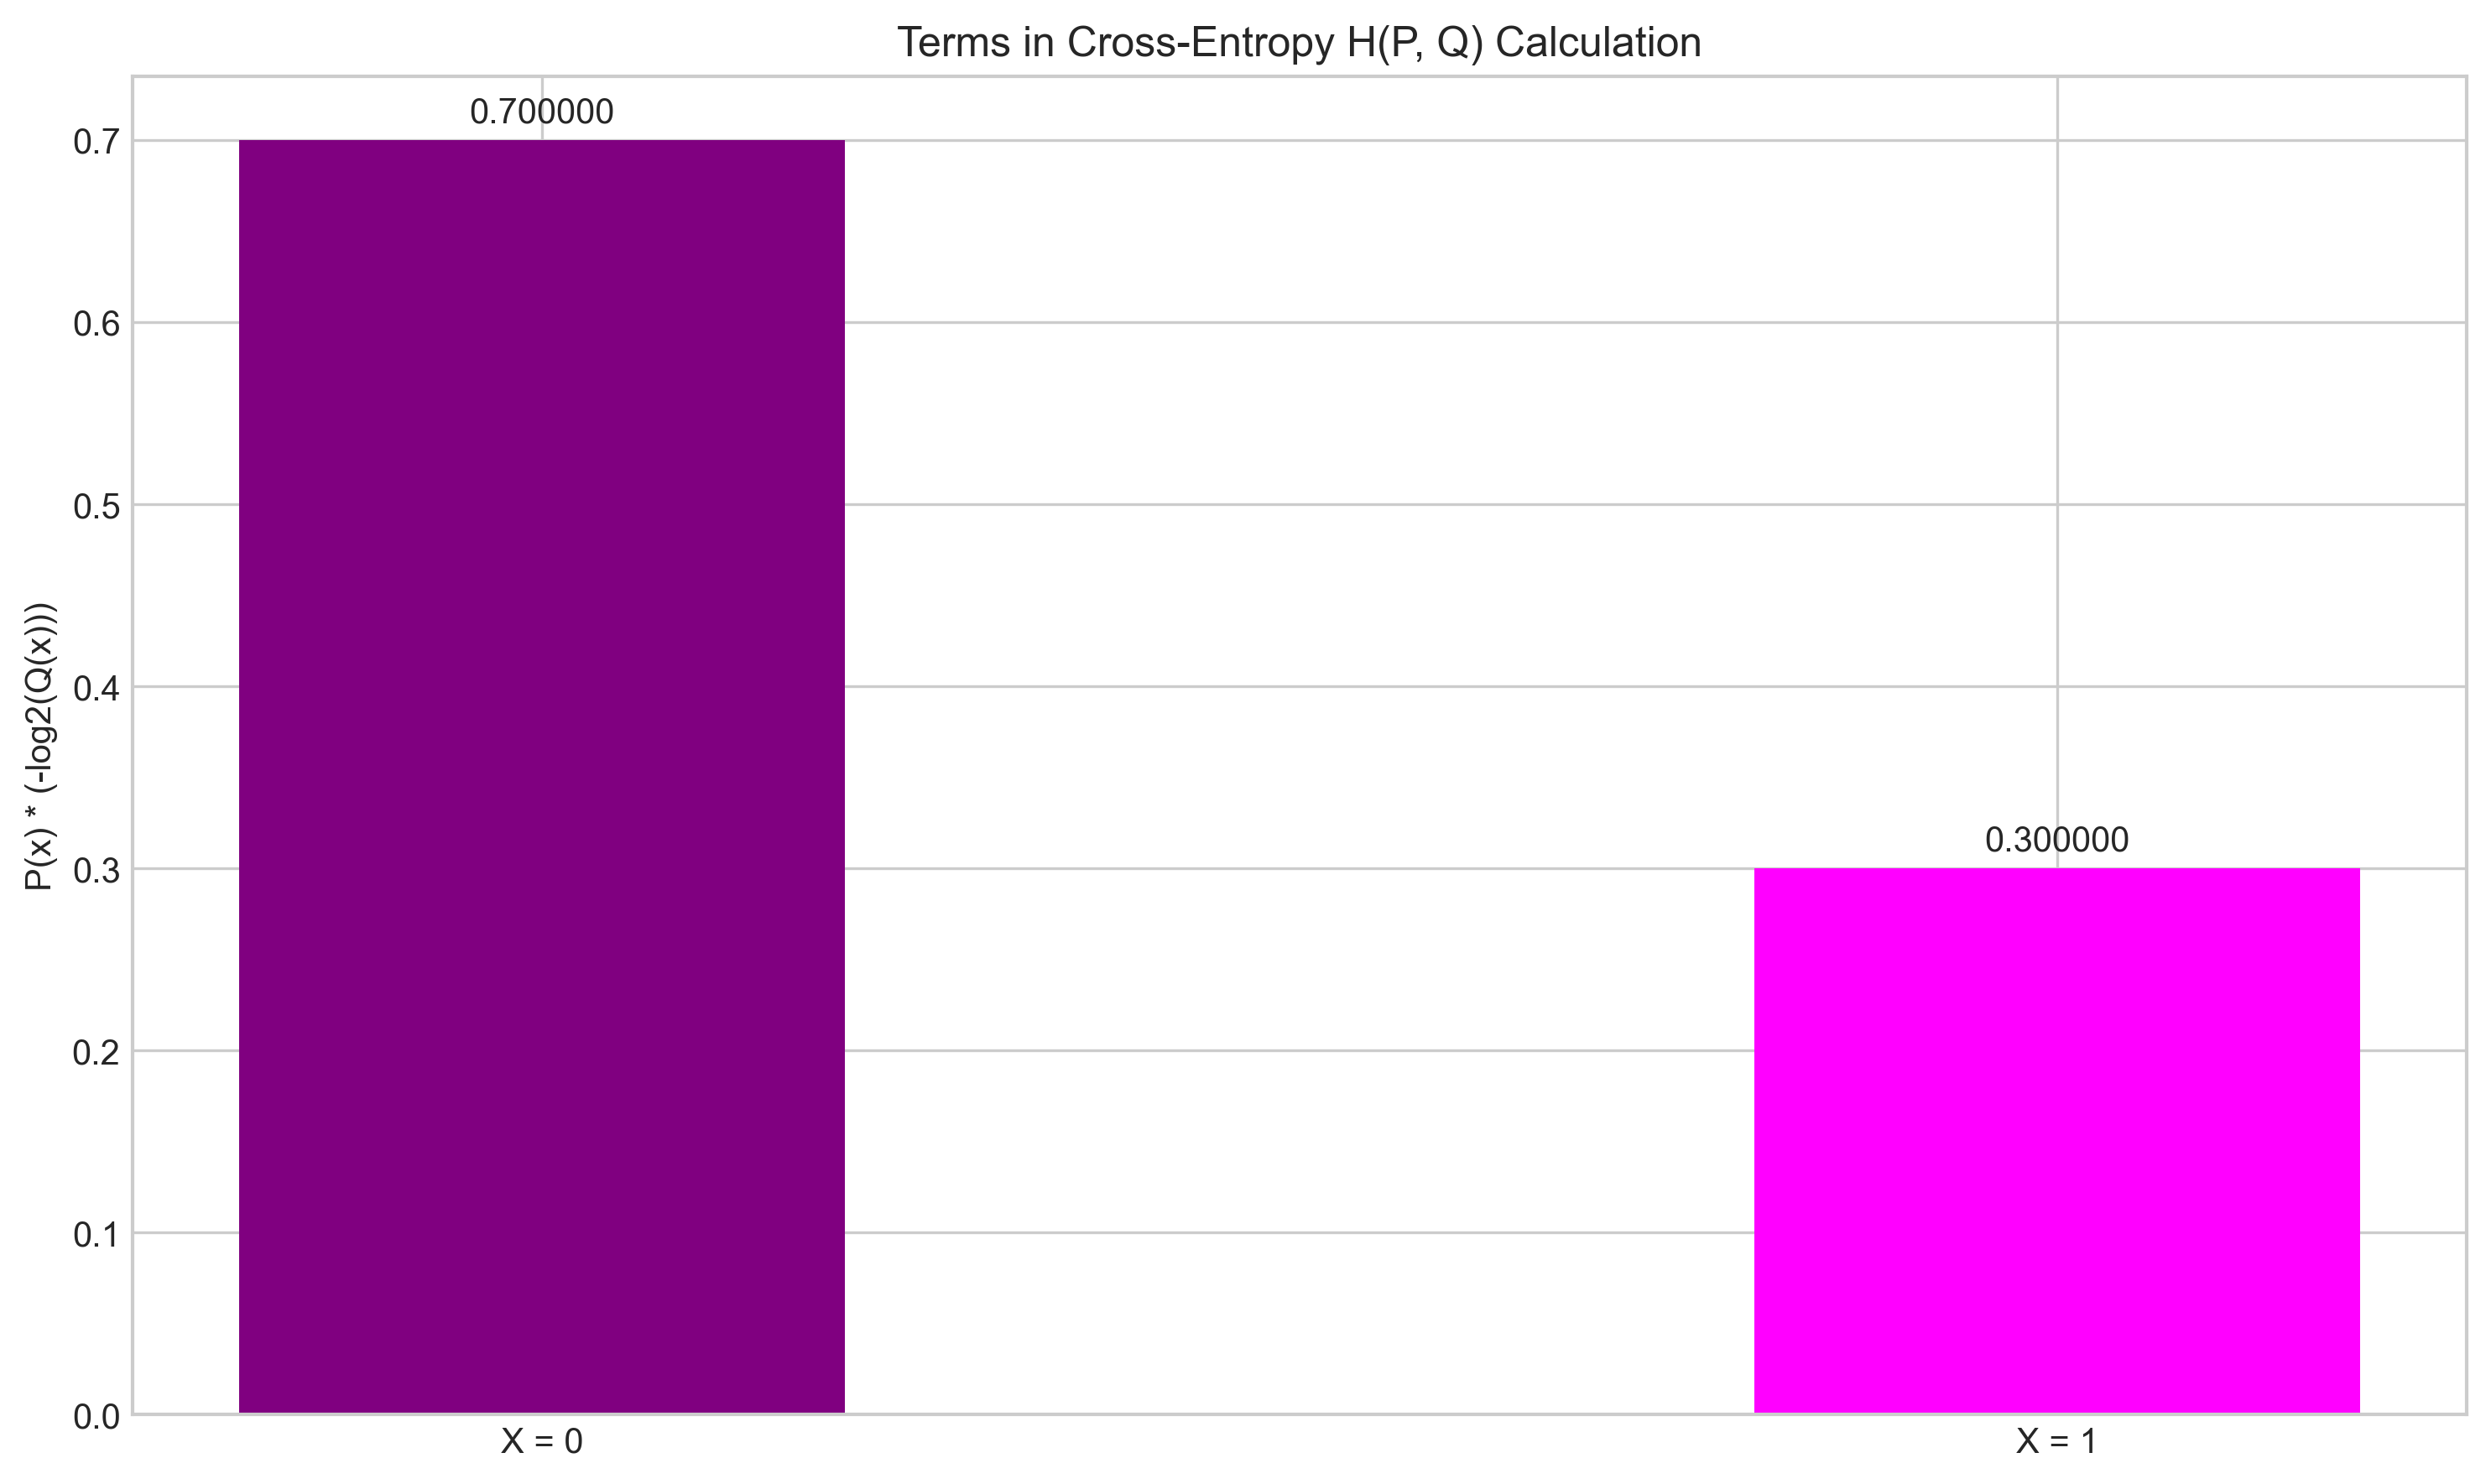 Terms in Cross-Entropy H(P, Q) Calculation
P(x) * (-log2(Q(x)))
0.7
0.6
0.5
0.4
0.3
0.2
0.1
0.0
0.700000
0.300000
X = 0
X = 1